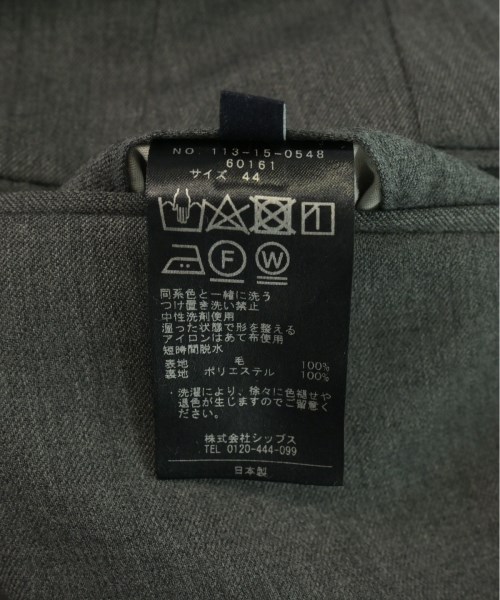 NO. 113-15-0548
60161
サイズ 44
F W
同系色と一緒に洗う
つけ置き洗い禁止
中性洗剤使用
湿った状態で形を整える
アイロンはあて布使用
短時間脱水
表地 毛 100%
裏地 ポリエステル 100%
・洗濯により、徐々に色褪せや
退色が生じますのでご留意く
ださい。
株式会社シップス
TEL 0120-444-099
日本製